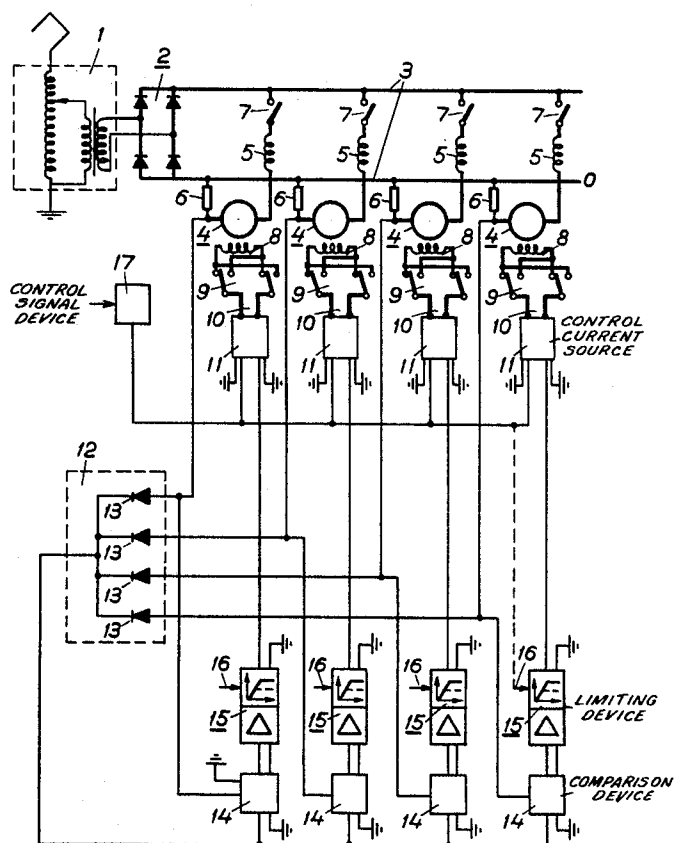 1
2
3
7 7 7 7
5 5 5 5
0
6 6 6 6
4 4 4 4
8 8 8 8
17
CONTROL
SIGNAL
DEVICE
9 9 9 9
10 10 10 10
CONTROL
CURRENT
SOURCE
11 11 11 11
12
13
13
13
13
16 16 16 16
15 15 15 15
LIMITING
DEVICE
COMPARISON
DEVICE
14 14 14 14